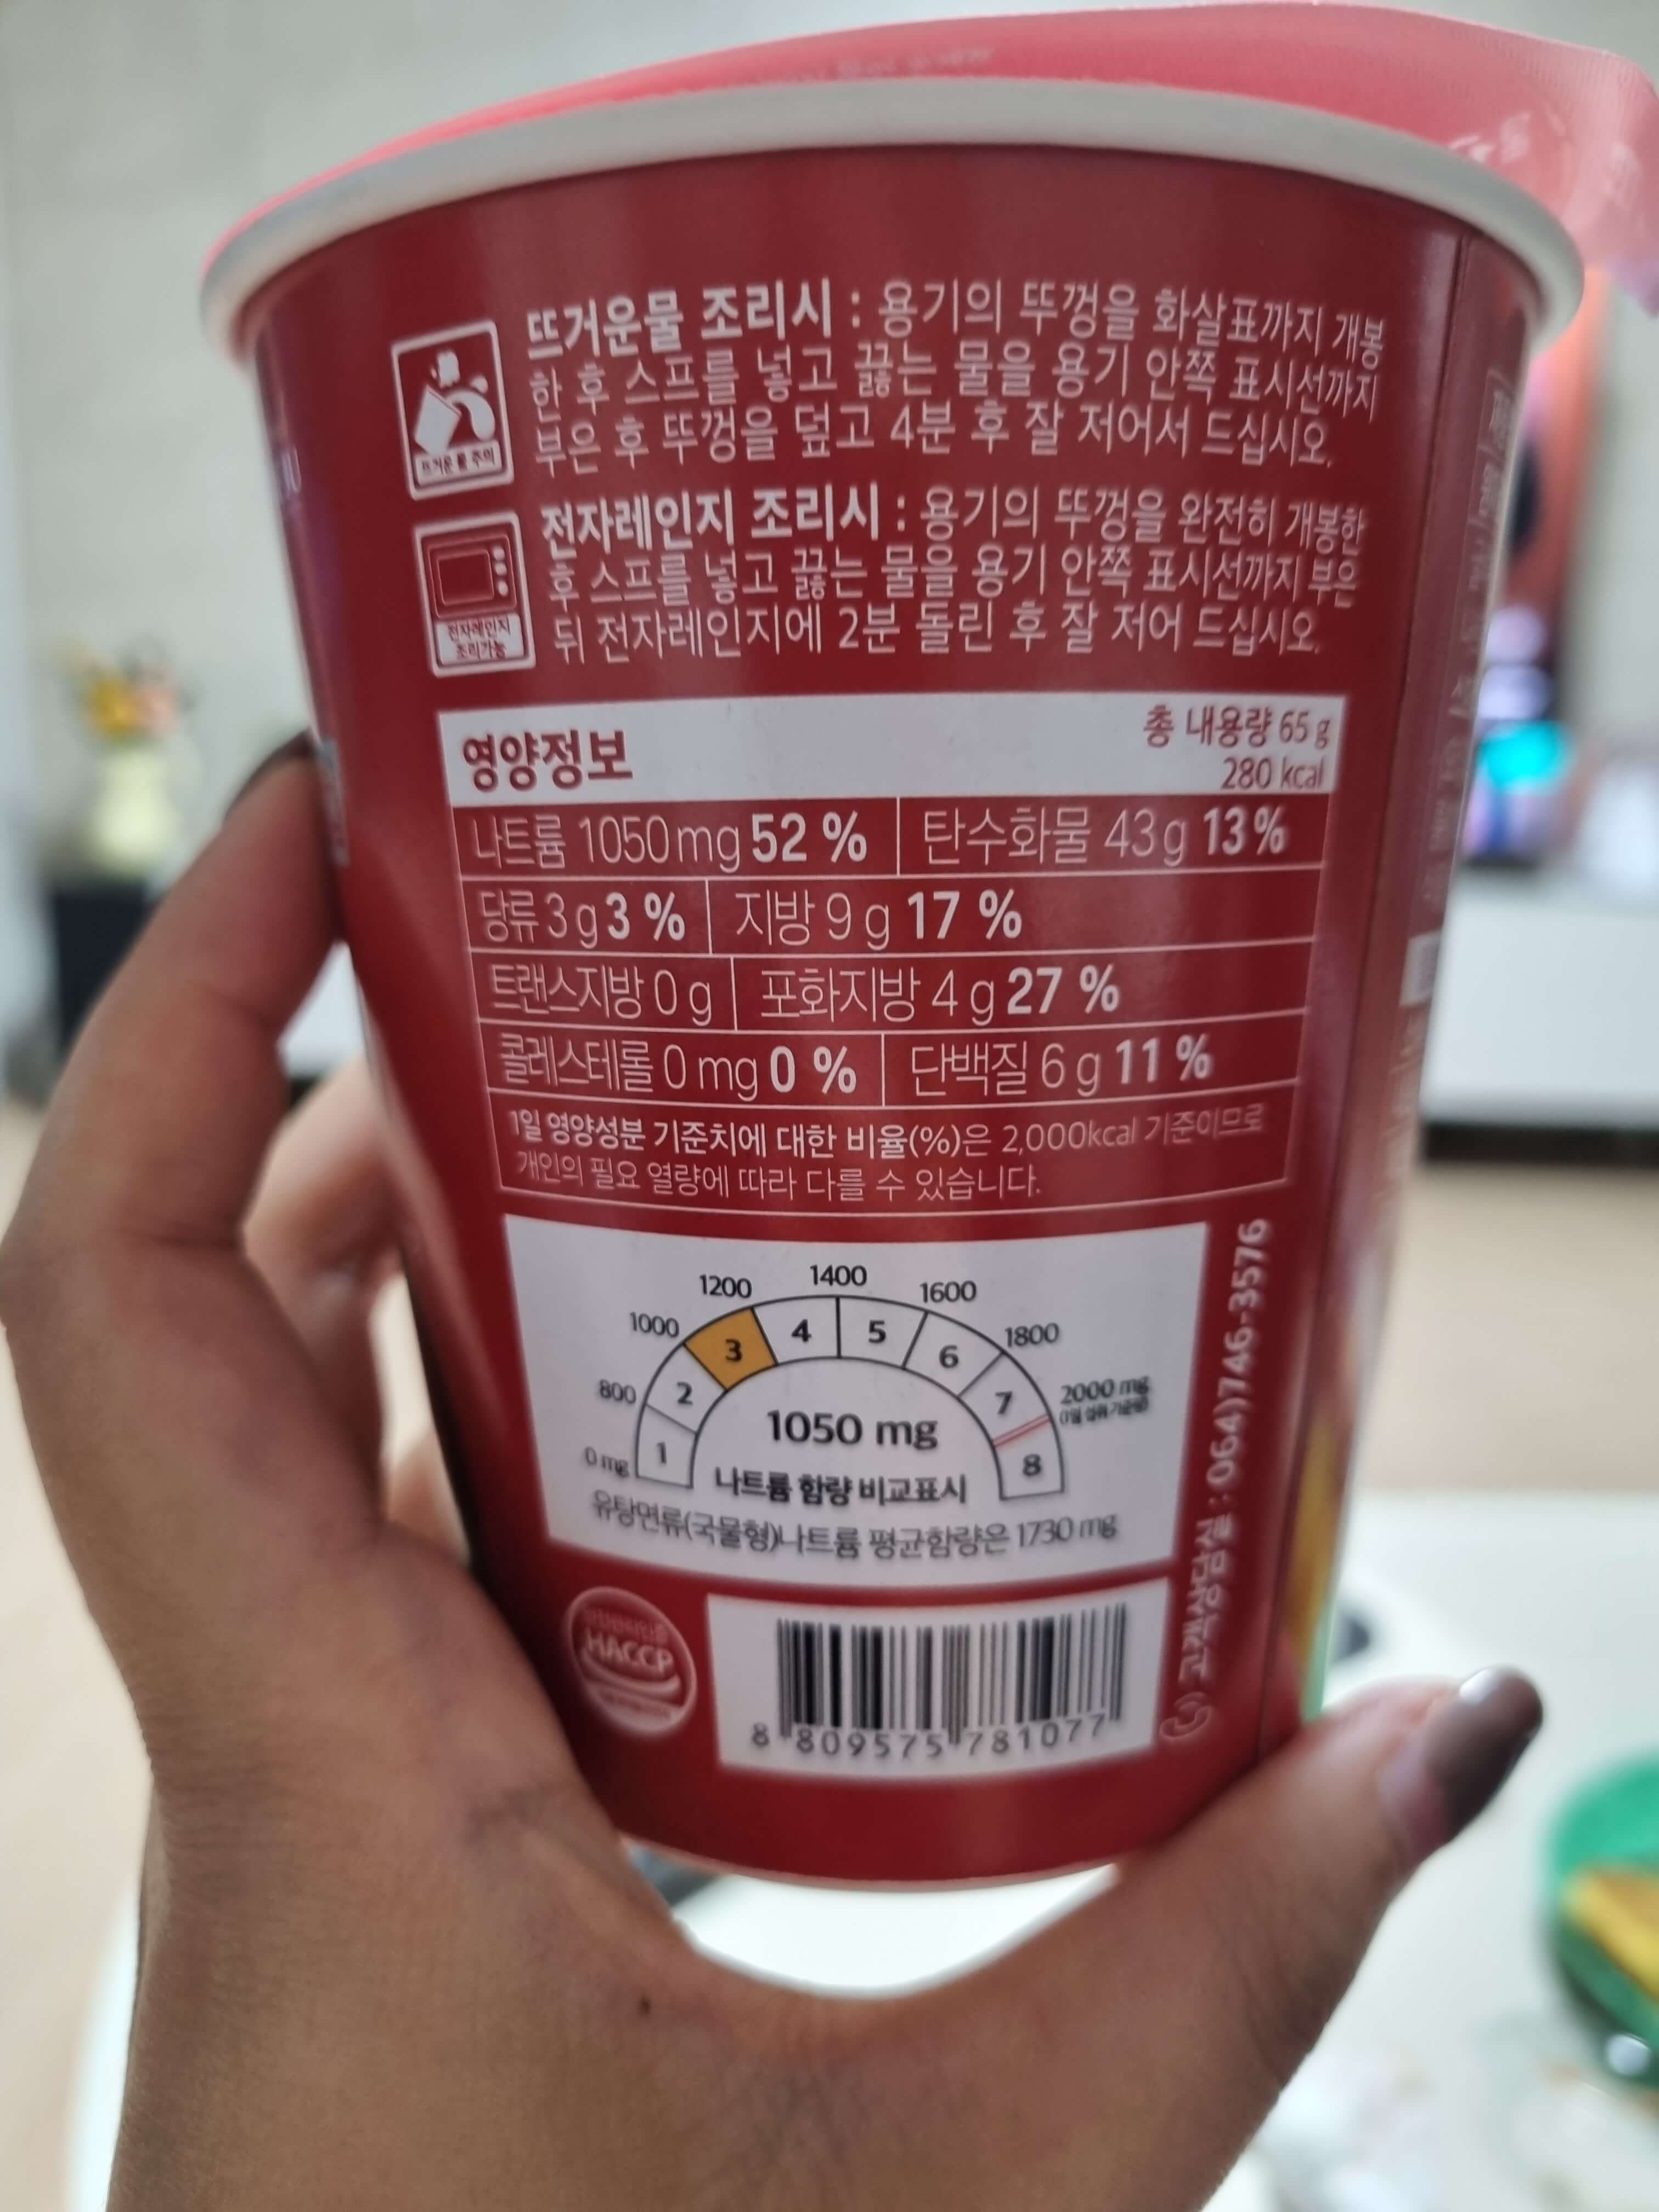 뜨거운물 조리시 : 용기의 뚜껑을 화살표까지 개봉
한 후 스프를 넣고 끓는 물을 용기 안쪽 표시선까지
부은 후 뚜껑을 덮고 4분 후 잘 저어서 드십시오.
뜨거운 물 주의
전자레인지 조리시 : 용기의 뚜껑을 완전히 개봉한
후 스프를 넣고 끓는 물을 용기 안쪽 표시선까지 부은
뒤 전자레인지에 2분 돌린 후 잘 저어 드십시오.
전자레인지
조리가능
영양정보
총 내용량 65 g
280 kcal
나트륨 1050 mg 52 % 탄수화물 43 g 13 %
당류 3 g 3 % 지방 9 g 17 %
트랜스지방 0 g 포화지방 4 g 27 %
콜레스테롤 0 mg 0 % 단백질 6 g 11 %
1일 영양성분 기준치에 대한 비율(%)은 2,000kcal 기준이므로
개인의 필요 열량에 따라 다를 수 있습니다.
0 mg 800 1000 1200 1400 1600 1800 2000 mg
(1일 섭취기준량)
1 2 3 4 5 6 7 8
1050 mg
나트륨 함량 비교표시
유탕면류(국물형)나트륨 평균함량은 1730 mg
HACCP
8 809575 781077
고객상담실 : 064)746-3576